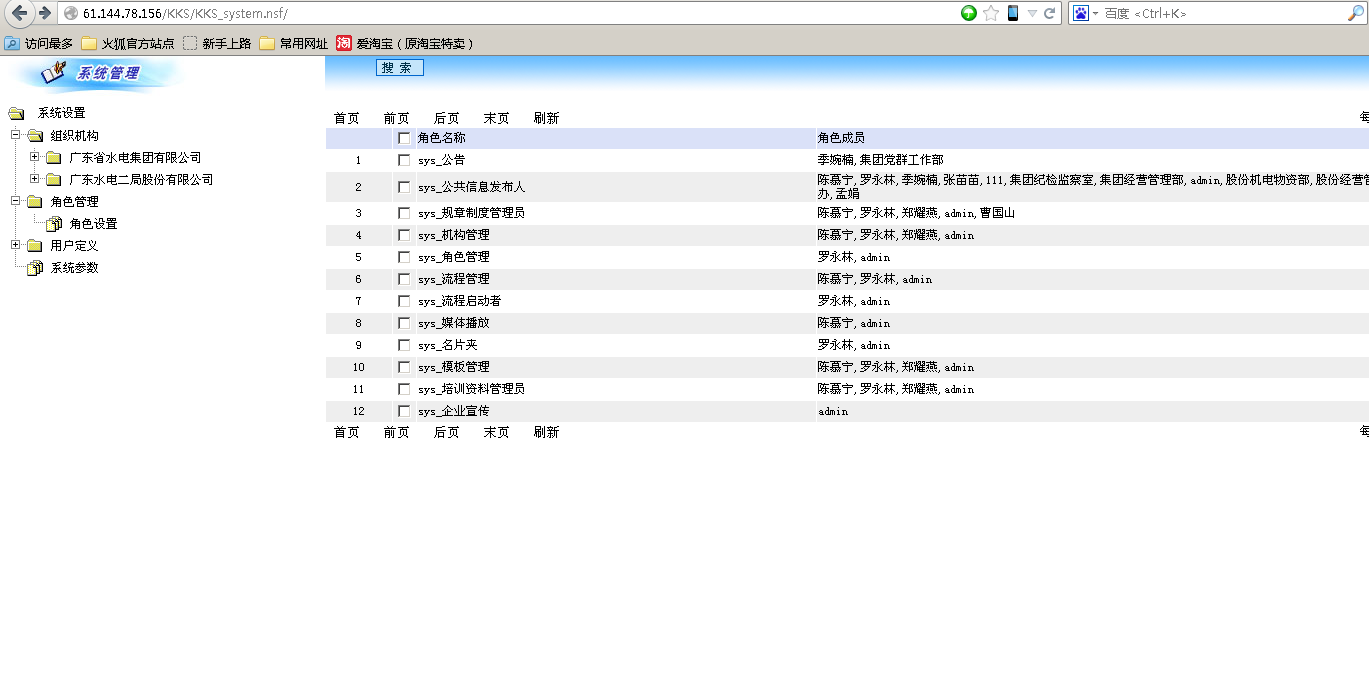 61.144.78.156/KKS/KKS_system.nsf/
百度 <Ctrl+K>
访问最多 火狐官方站点 新手上路 常用网址 淘 爱淘宝（原淘宝特卖）
系统管理
搜 索
系统设置
组织机构
广东省水电集团有限公司
广东水电二局股份有限公司
角色管理
角色设置
用户定义
系统参数
首页 前页 后页 末页 刷新 每
角色名称 角色成员
1 sys_公告 季婉楠, 集团党群工作部
2 sys_公共信息发布人 陈慕宁, 罗永林, 季婉楠, 张苗苗, 111, 集团纪检监察室, 集团经营管理部, admin, 股份机电物资部, 股份经营管
办, 孟娟
3 sys_规章制度管理员 陈慕宁, 罗永林, 郑耀燕, admin, 曹国山
4 sys_机构管理 陈慕宁, 罗永林, 郑耀燕, admin
5 sys_角色管理 罗永林, admin
6 sys_流程管理 陈慕宁, 罗永林, admin
7 sys_流程启动者 罗永林, admin
8 sys_媒体播放 陈慕宁, admin
9 sys_名片夹 罗永林, admin
10 sys_模板管理 陈慕宁, 罗永林, 郑耀燕, admin
11 sys_培训资料管理员 陈慕宁, 罗永林, 郑耀燕, admin
12 sys_企业宣传 admin
首页 前页 后页 末页 刷新 每